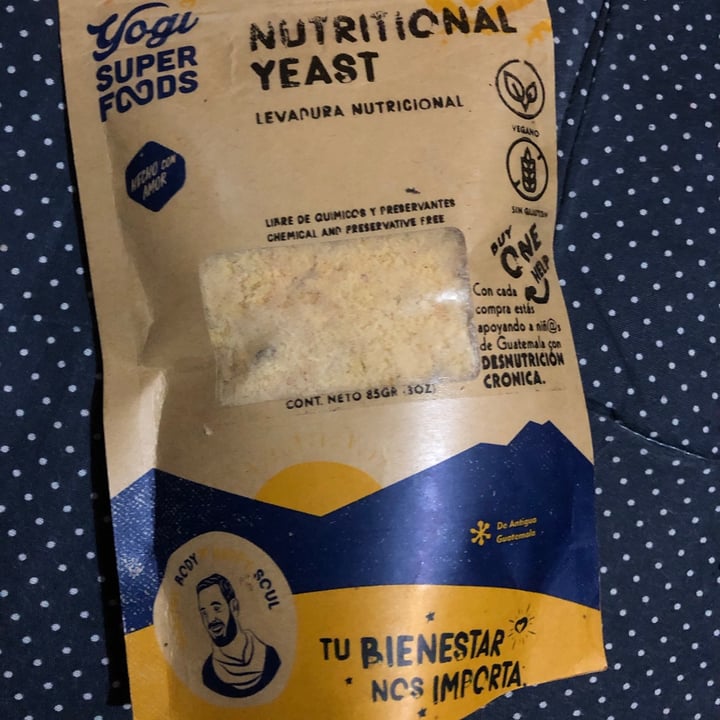 Yogi
SUPER
FOODS
NUTRITIONAL
YEAST
LEVADURA NUTRICIONAL
VEGANO
HECHO CON
AMOR
SIN GLUTEN
LIBRE DE QUIMICOS Y PRESERVANTES
CHEMICAL AND PRESERVATIVE FREE
BUY
ONE
HELP
Con cada
compra estás
apoyando a niñ@s
de Guatemala con
DESNUTRICIÓN
CRONICA.
CONT. NETO 85GR (3OZ)
De Antigua
Guatemala
BODY
SOUL
TU BIENESTAR
NOS IMPORTA.